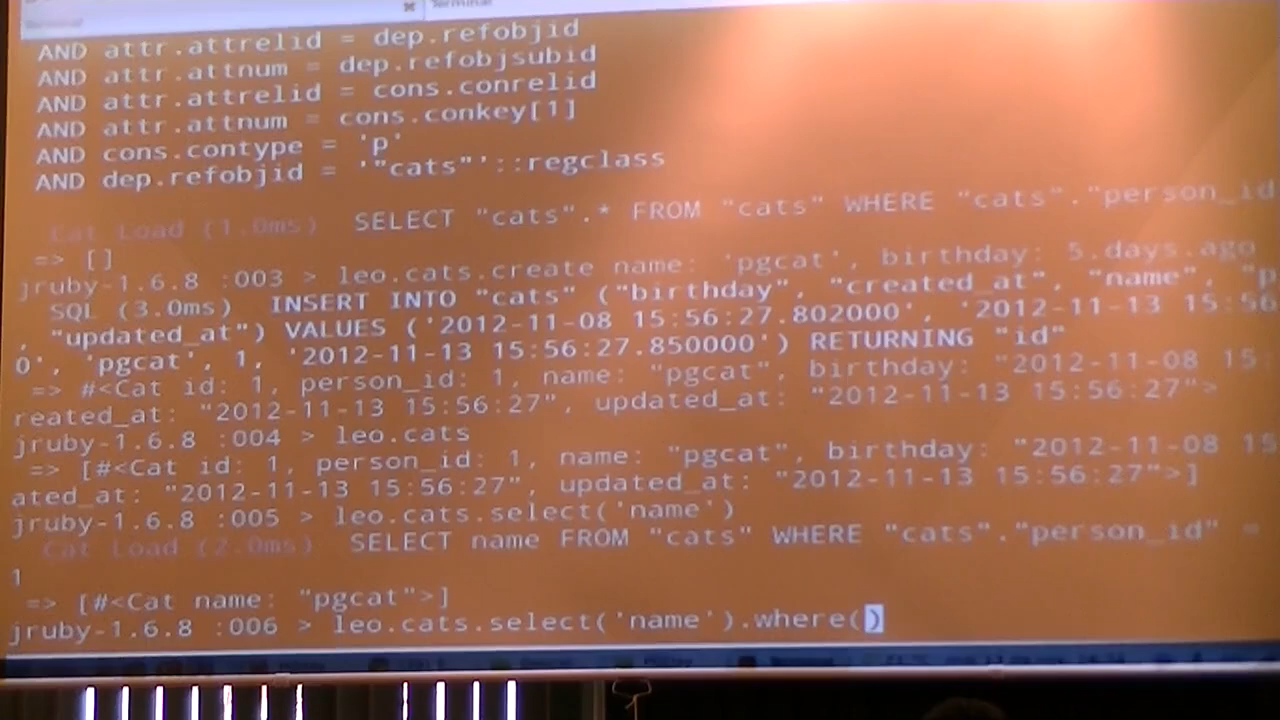 Terminal
AND attr.attrelid = dep.refobjid
AND attr.attnum = dep.refobjsubid
AND attr.attrelid = cons.conrelid
AND attr.attnum = cons.conkey[1]
AND cons.contype = 'p'
AND dep.refobjid = '"cats"'::regclass
Cat Load (1.0ms) SELECT "cats".* FROM "cats" WHERE "cats"."person_id
=> []
jruby-1.6.8 :003 > leo.cats.create name: 'pgcat', birthday: 5.days.ago
SQL (3.0ms) INSERT INTO "cats" ("birthday", "created_at", "name", "p
, "updated_at") VALUES ('2012-11-08 15:56:27.802000', '2012-11-13 15:56
0', 'pgcat', 1, '2012-11-13 15:56:27.850000') RETURNING "id"
=> #<Cat id: 1, person_id: 1, name: "pgcat", birthday: "2012-11-08 15:
reated_at: "2012-11-13 15:56:27", updated_at: "2012-11-13 15:56:27">
jruby-1.6.8 :004 > leo.cats
=> [#<Cat id: 1, person_id: 1, name: "pgcat", birthday: "2012-11-08 15
ated_at: "2012-11-13 15:56:27", updated_at: "2012-11-13 15:56:27">]
jruby-1.6.8 :005 > leo.cats.select('name')
Cat Load (2.0ms) SELECT name FROM "cats" WHERE "cats"."person_id" =
1
=> [#<Cat name: "pgcat">]
jruby-1.6.8 :006 > leo.cats.select('name').where()